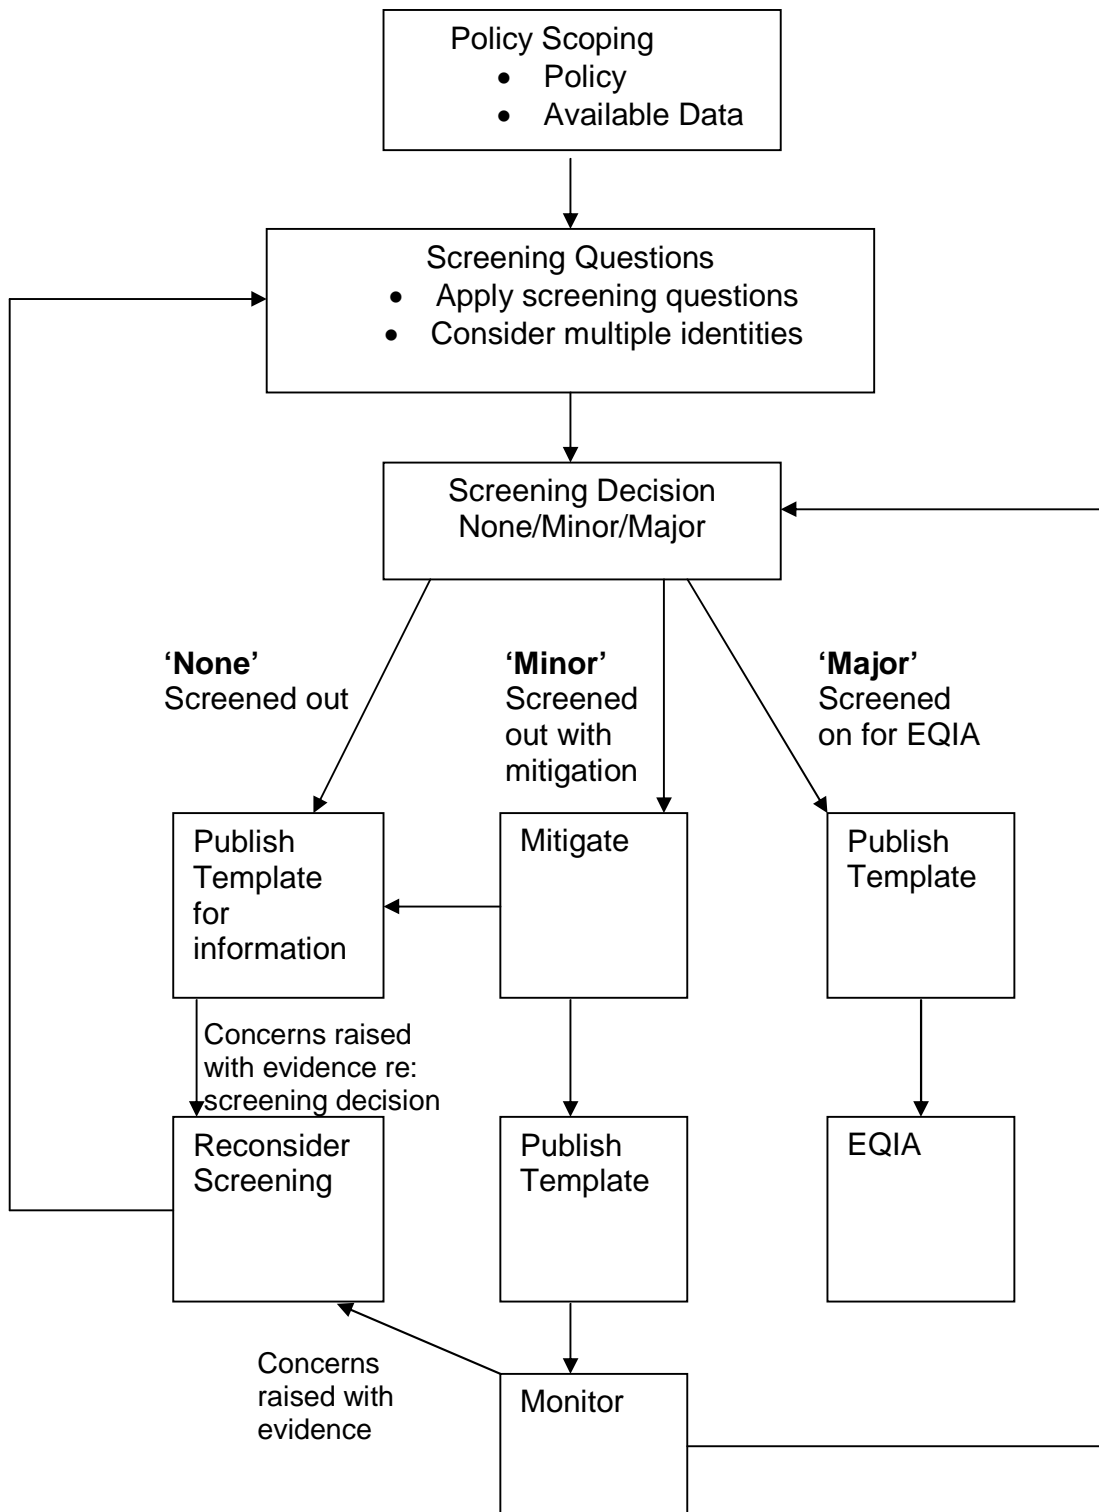 Policy Scoping
• Policy
• Available Data
Screening Questions
• Apply screening questions
• Consider multiple identities
Screening Decision
None/Minor/Major
‘None’
Screened out
‘Minor’
Screened
out with
mitigation
‘Major’
Screened
on for EQIA
Publish
Template
for
information
Mitigate
Publish
Template
Concerns raised
with evidence re:
screening decision
Reconsider
Screening
Publish
Template
EQIA
Concerns
raised with
evidence
Monitor